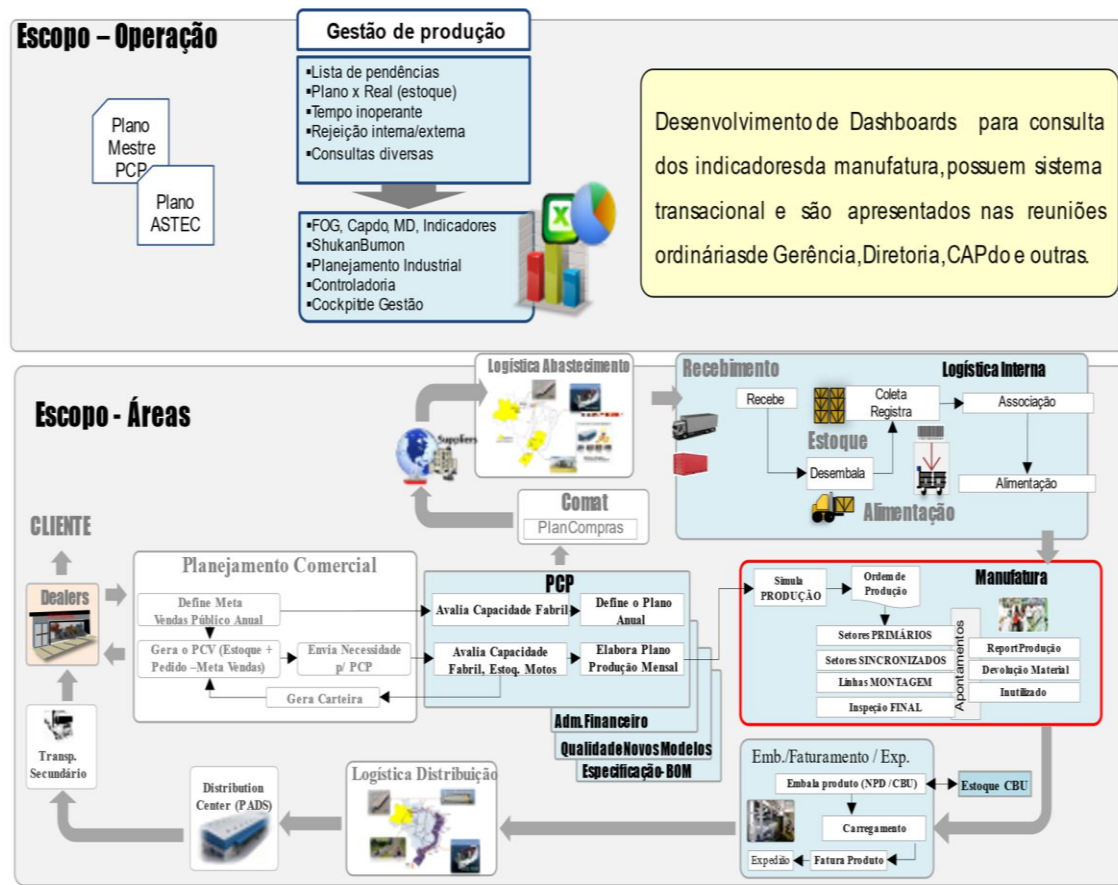 Escopo – Operação
Gestão de produção
▪Lista de pendências
▪Plano x Real (estoque)
▪Tempo inoperante
▪Rejeição interna/externa
▪Consultas diversas
Plano
Mestre
PCP
Plano
ASTEC
▪FOG, Capdo, MD, Indicadores
▪ShukanBumon
▪Planejamento Industrial
▪Controladoria
▪Cockpitde Gestão
Desenvolvimento de Dashboards para consulta
dos indicadoresda manufatura, possuem sistema
transacional e são apresentados nas reuniões
ordináriasde Gerência, Diretoria, CAPdo e outras.
Escopo - Áreas
Logística Abastecimento
Suppliers
Recebimento
Logística Interna
Recebe
Coleta
Registra
Associação
Estoque
Desembala
Alimentação
Alimentação
Comat
PlanCompras
CLIENTE
Dealers
Planejamento Comercial
Define Meta
Vendas Público Anual
Gera o PCV (Estoque +
Pedido –Meta Vendas)
Envia Necessidade
p/ PCP
Gera Carteira
PCP
Avalia Capacidade Fabril
Define o Plano
Anual
Avalia Capacidade
Fabril, Estoq. Motos
Elabora Plano
Produção Mensal
Adm. Financeiro
Qualidade Novos Modelos
Especificação- BOM
Manufatura
Simula
PRODUÇÃO
Ordem de
Produção
Setores PRIMÁRIOS
Setores SINCRONIZADOS
Linhas MONTAGEM
Inspeção FINAL
Apontamentos
Report Produção
Devolução Material
Inutilizado
Emb./Faturamento / Exp.
Embala produto (NPD / CBU)
Estoque CBU
Carregamento
Fatura Produto
Expedião
Logística Distribuição
Distribution
Center (PADS)
Transp.
Secundário